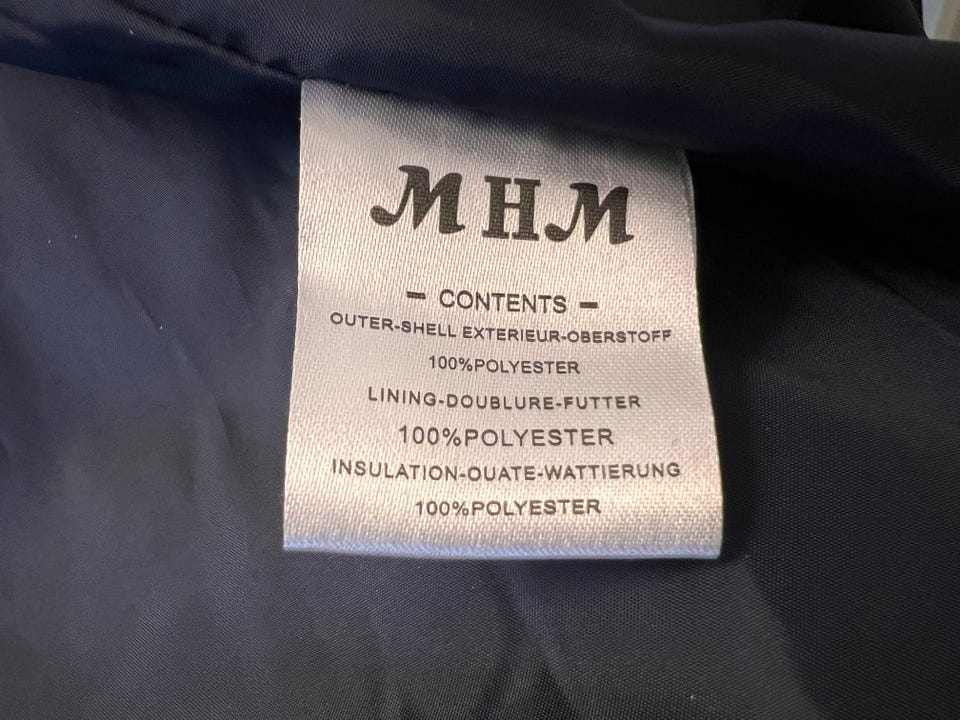 MHM
- CONTENTS -
OUTER-SHELL EXTERIEUR-OBERSTOFF
100%POLYESTER
LINING-DOUBLURE-FUTTER
100%POLYESTER
INSULATION-OUATE-WATTIERUNG
100%POLYESTER